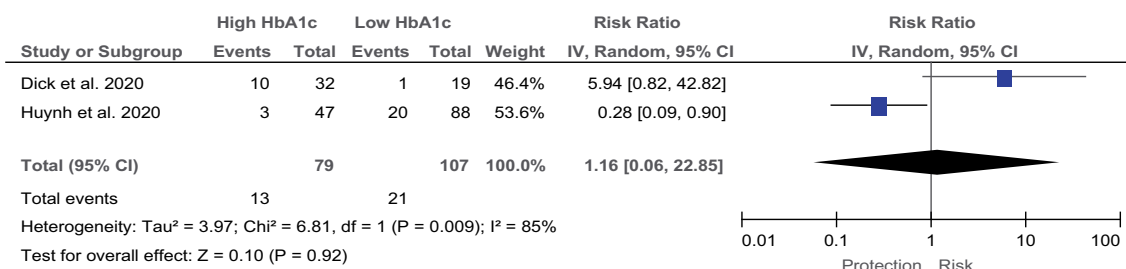 High HbA1c Low HbA1c Risk Ratio Risk Ratio
Study or Subgroup Events Total Events Total Weight IV, Random, 95% CI IV, Random, 95% CI
Dick et al. 2020 10 32 1 19 46.4% 5.94 [0.82, 42.82]
Huynh et al. 2020 3 47 20 88 53.6% 0.28 [0.09, 0.90]
Total (95% CI) 79 107 100.0% 1.16 [0.06, 22.85]
Total events 13 21
Heterogeneity: Tau² = 3.97; Chi² = 6.81, df = 1 (P = 0.009); I² = 85%
Test for overall effect: Z = 0.10 (P = 0.92)
0.01 0.1 1 10 100
Protection Risk